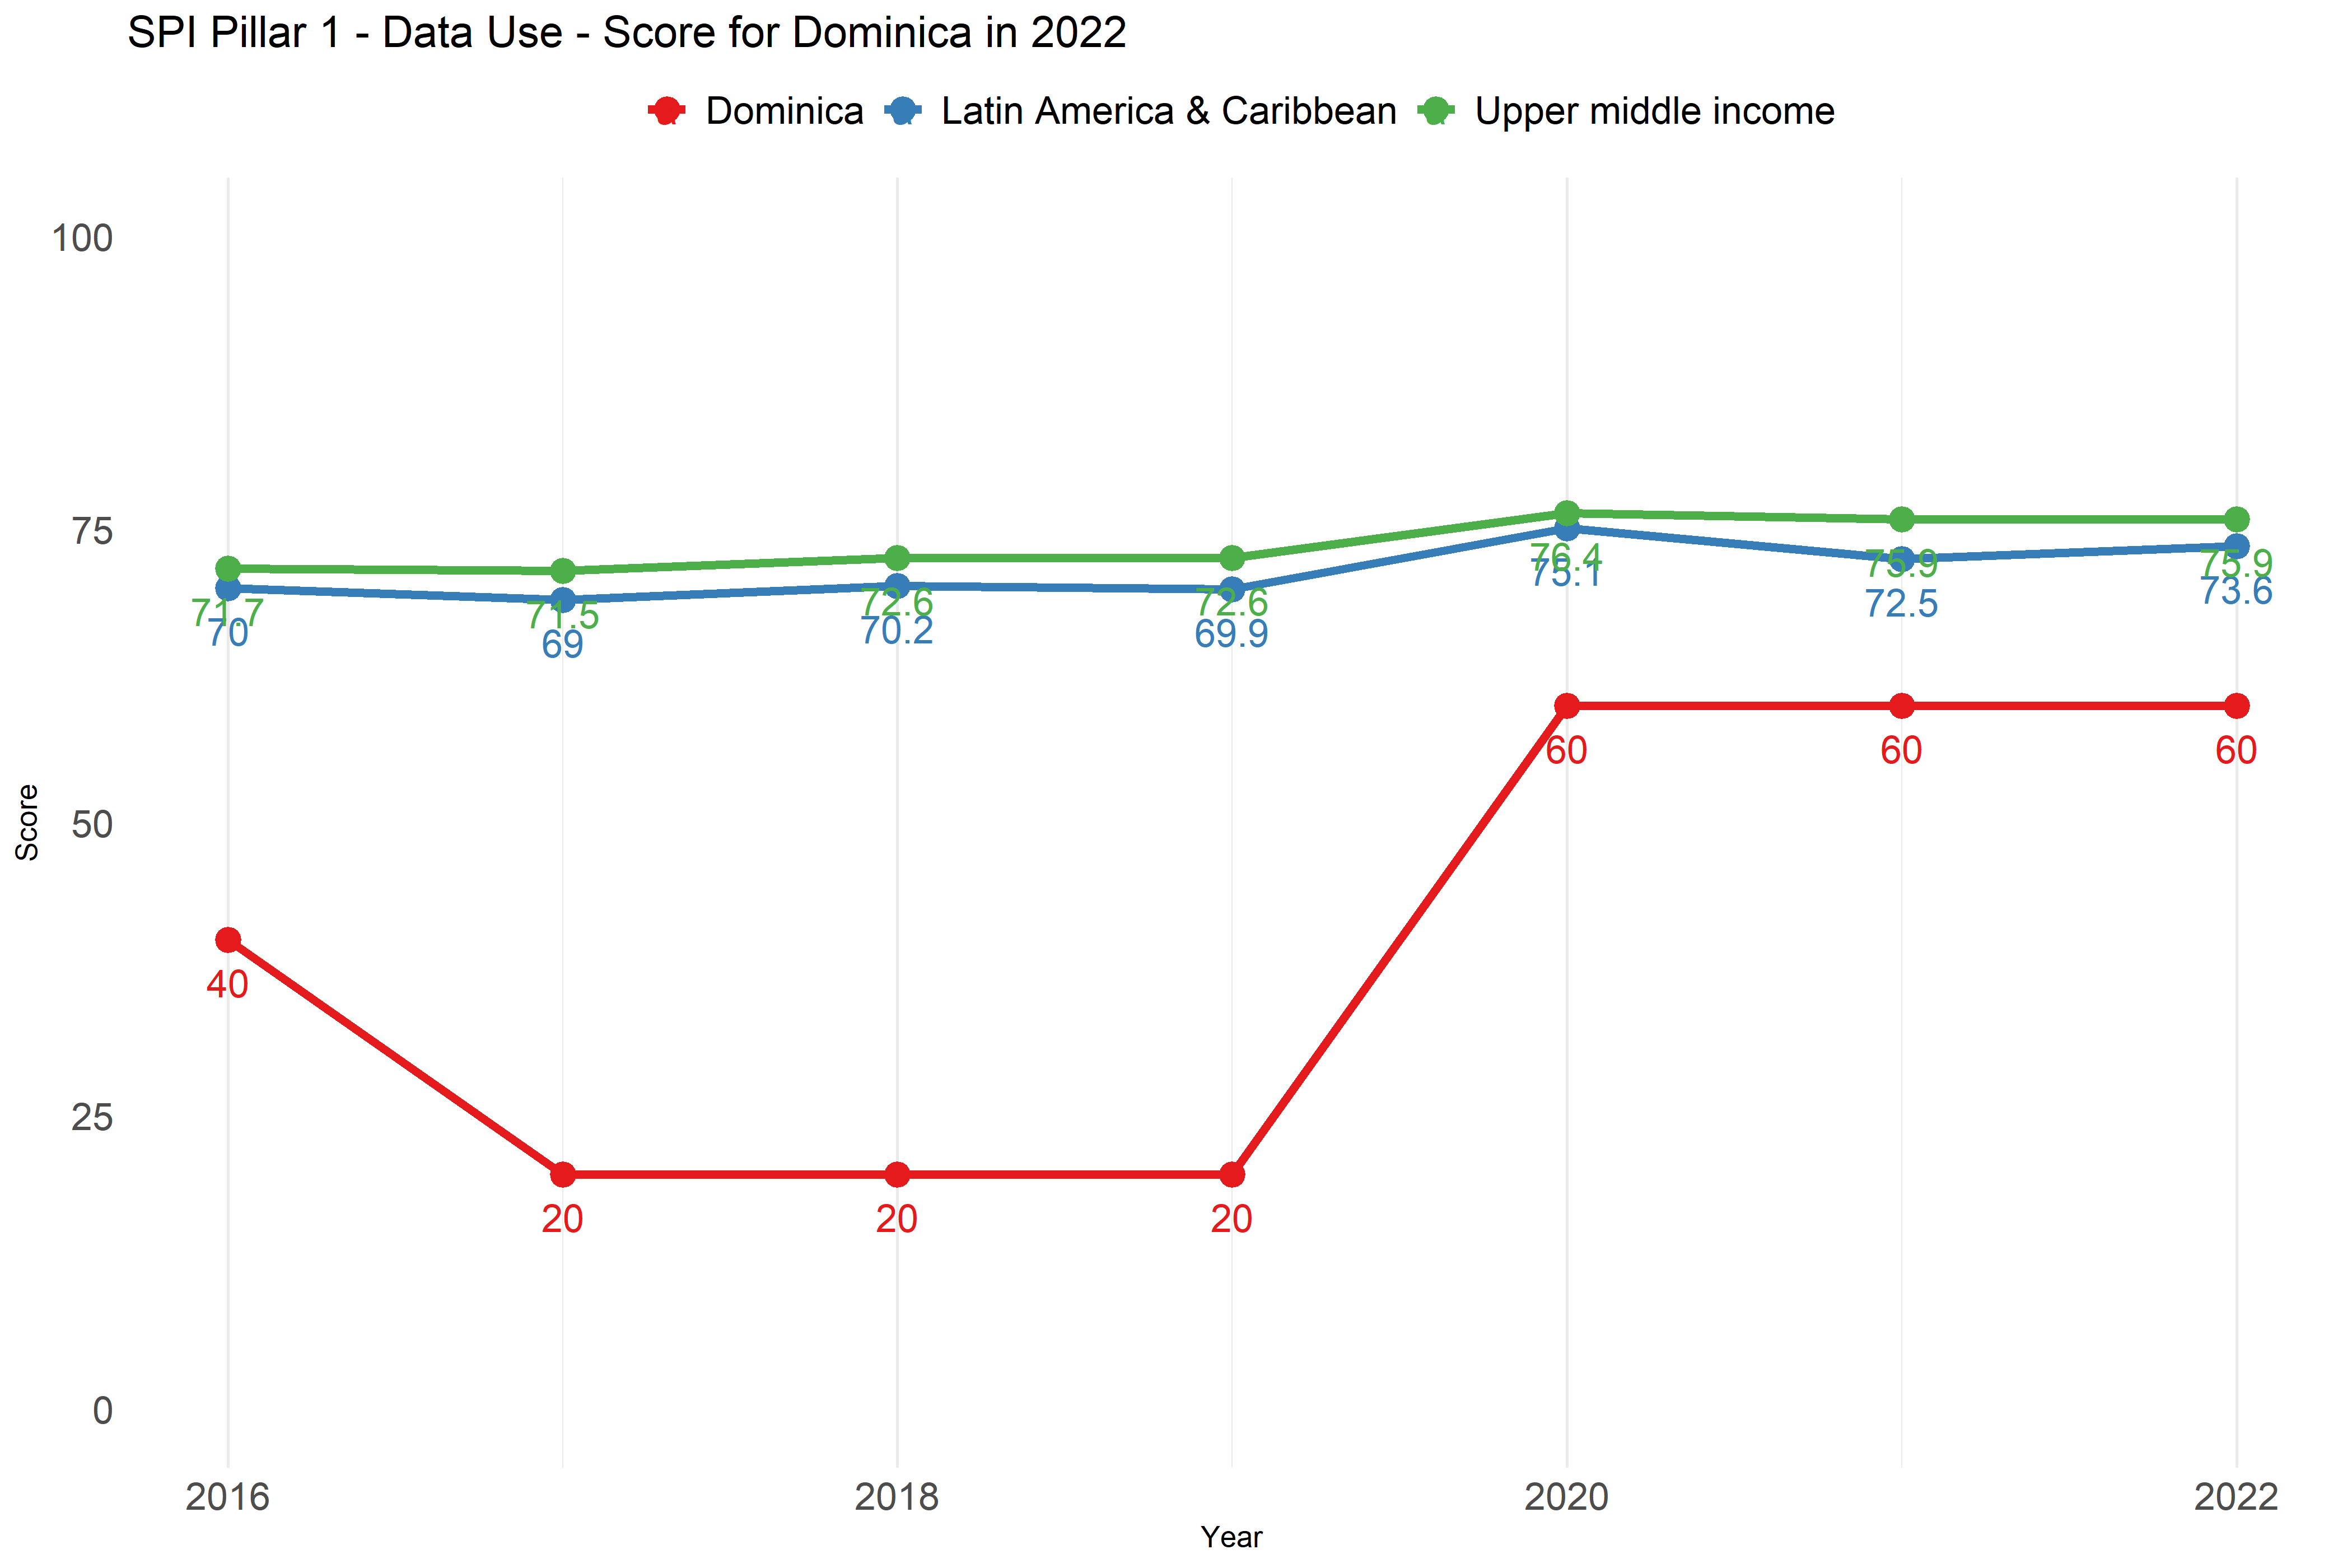 SPI Pillar 1 - Data Use - Score for Dominica in 2022
Dominica Latin America & Caribbean Upper middle income
100
75
50
25
0
Score
71.7 71.5 72.6 72.6 76.4 75.9 75.9
70 69 70.2 69.9 75.1 72.5 73.6
40 20 20 20 60 60 60
2016 2018 2020 2022
Year